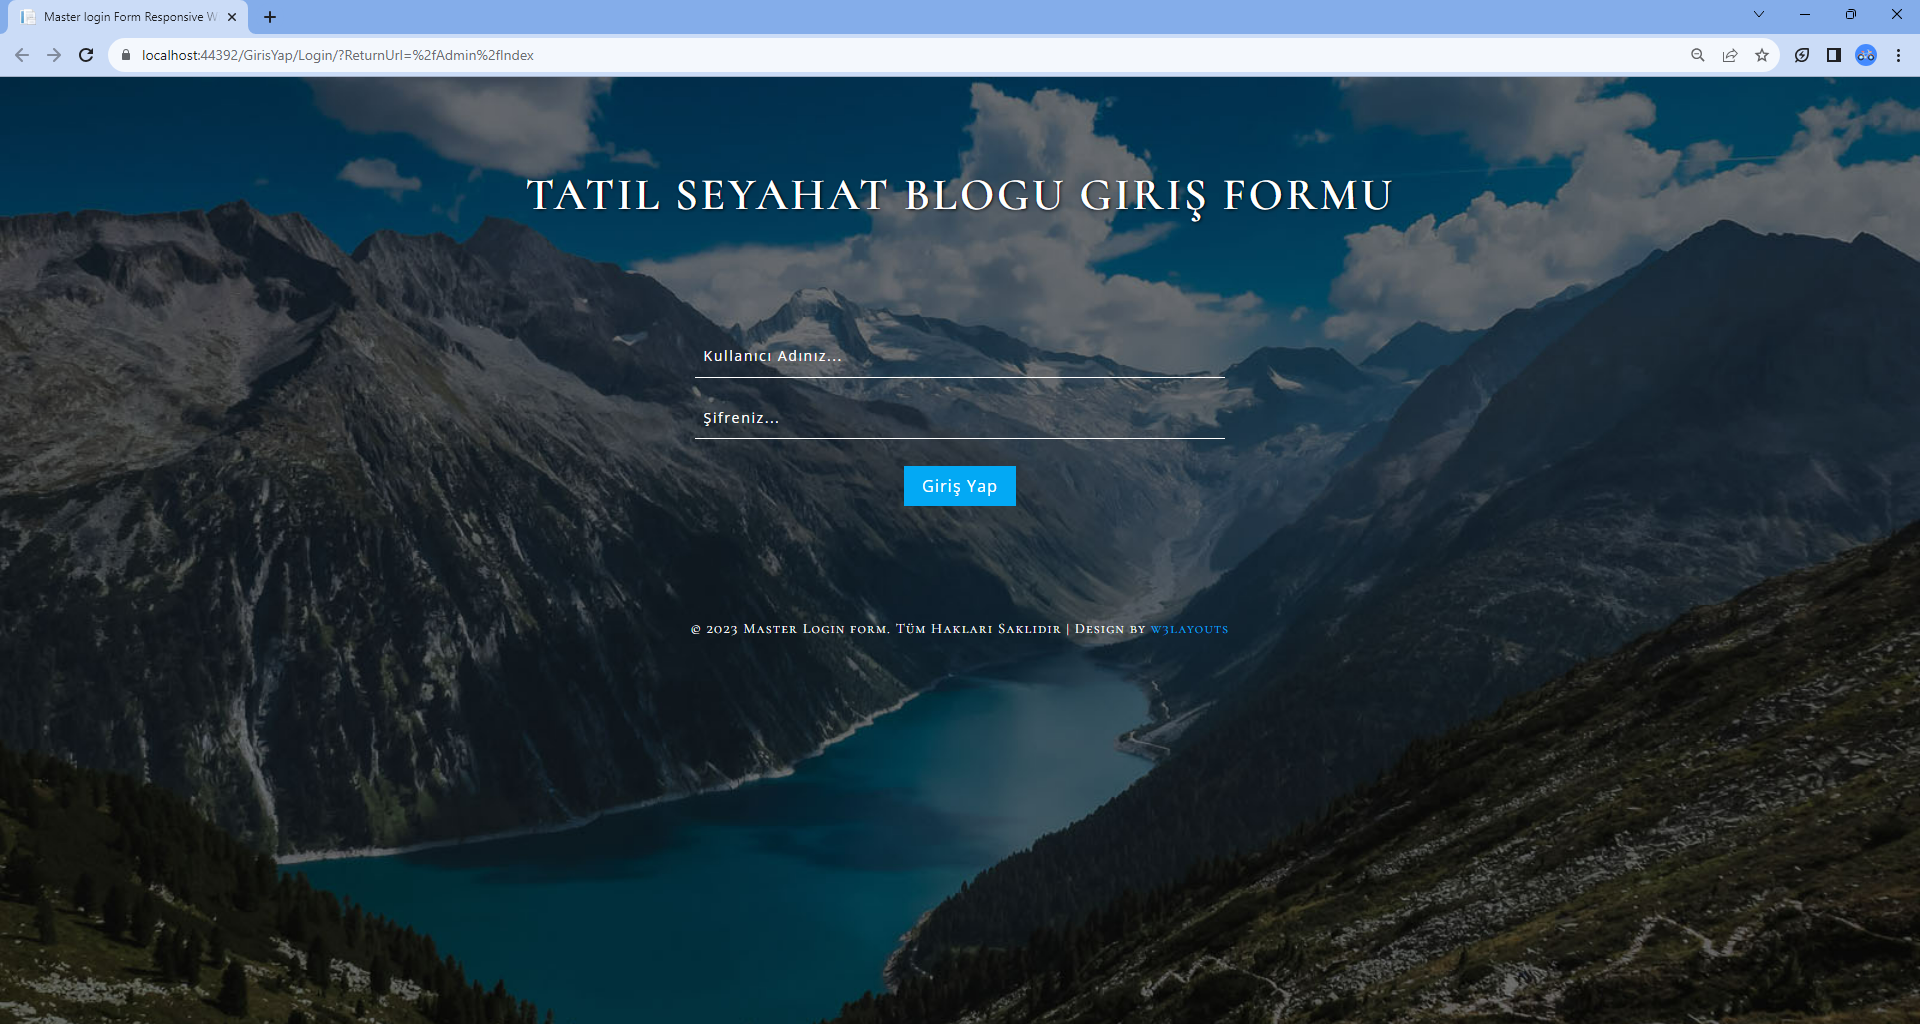 Master login Form Responsive W
localhost:44392/GirisYap/Login/?ReturnUrl=%2fAdmin%2fIndex
TATIL SEYAHAT BLOGU GIRIŞ FORMU
Kullanıcı Adınız...
Şifreniz...
Giriş Yap
© 2023 Master Login form. Tüm Hakları Saklıdır | Design by w3layouts